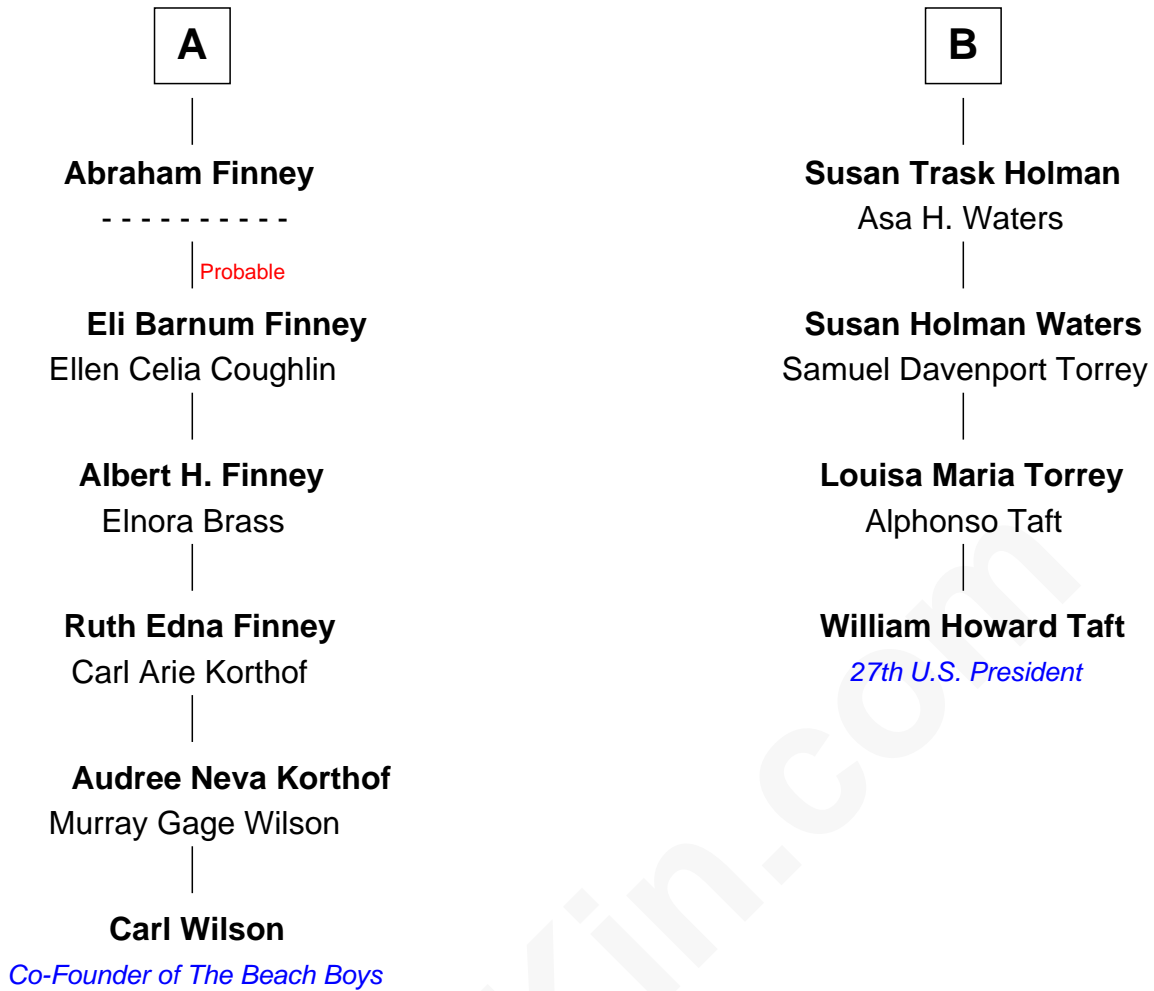 A
Abraham Finney
- - - - - - - - - -
Probable
Eli Barnum Finney
Ellen Celia Coughlin
Albert H. Finney
Elnora Brass
Ruth Edna Finney
Carl Arie Korthof
Audree Neva Korthof
Murray Gage Wilson
Carl Wilson
Co-Founder of The Beach Boys
B
Susan Trask Holman
Asa H. Waters
Susan Holman Waters
Samuel Davenport Torrey
Louisa Maria Torrey
Alphonso Taft
William Howard Taft
27th U.S. President
Kin.com